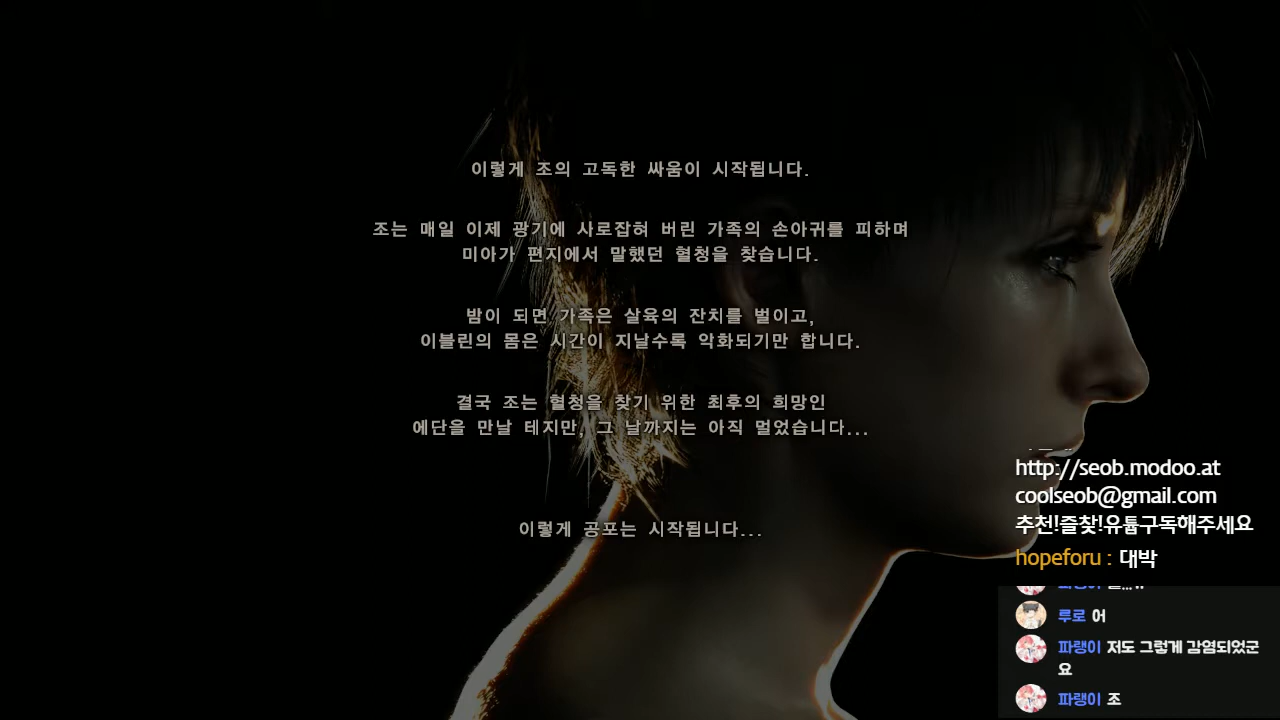 이렇게 조의 고독한 싸움이 시작됩니다.
조는 매일 이제 광기에 사로잡혀 버린 가족의 손아귀를 피하며
미아가 편지에서 말했던 혈청을 찾습니다.
밤이 되면 가족은 살육의 잔치를 벌이고,
이블린의 몸은 시간이 지날수록 악화되기만 합니다.
결국 조는 혈청을 찾기 위한 최후의 희망인
에단을 만날 테지만, 그 날까지는 아직 멀었습니다...
이렇게 공포는 시작됩니다...
http://seob.modoo.at
coolseob@gmail.com
추천!즐찾!유튭구독해주세요
hopeforu : 대박
루로 어
파랭이 저도 그렇게 감염되었군
요
파랭이 조